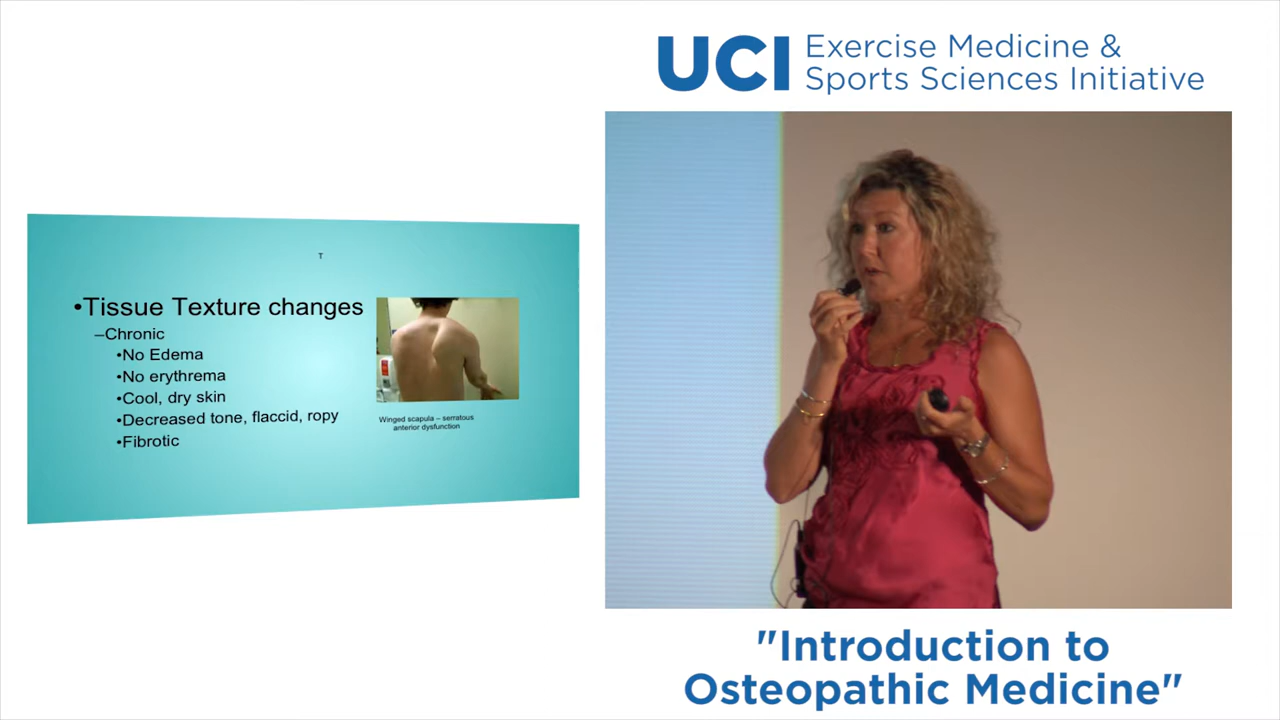 UCI Exercise Medicine &
Sports Sciences Initiative
T
•Tissue Texture changes
–Chronic
•No Edema
•No erythrema
•Cool, dry skin
•Decreased tone, flaccid, ropy
•Fibrotic
Winged scapula – serratous
anterior dysfunction
"Introduction to
Osteopathic Medicine"